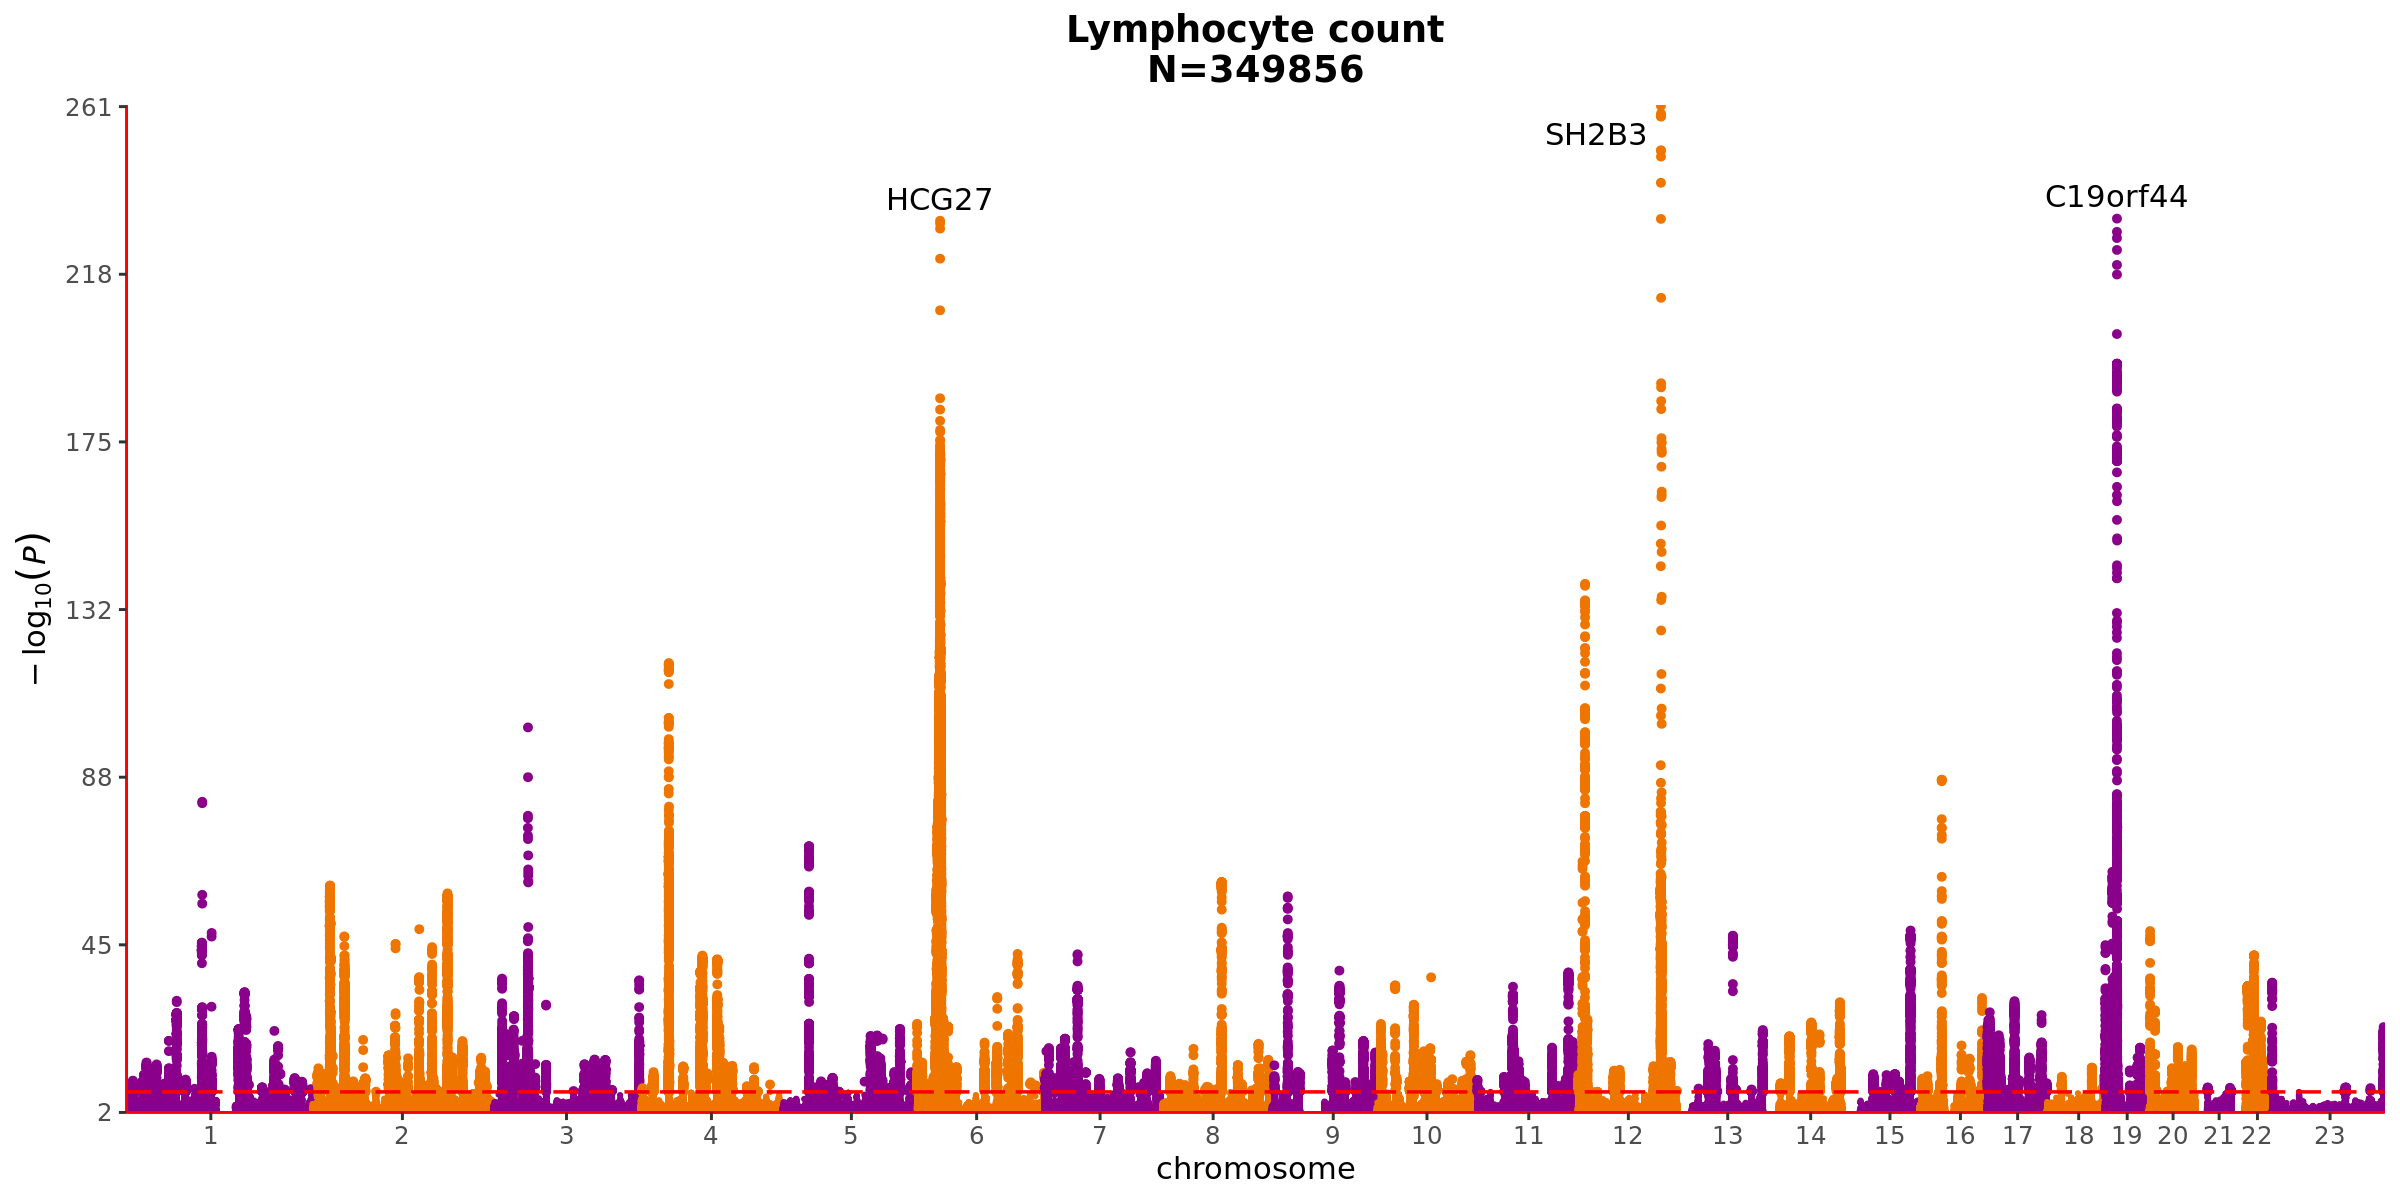 Lymphocyte count
N=349856
261
218
175
132
88
45
2
−log10(P)
SH2B3
HCG27
C19orf44
1 2 3 4 5 6 7 8 9 10 11 12 13 14 15 16 17 18 19 20 21 22 23
chromosome